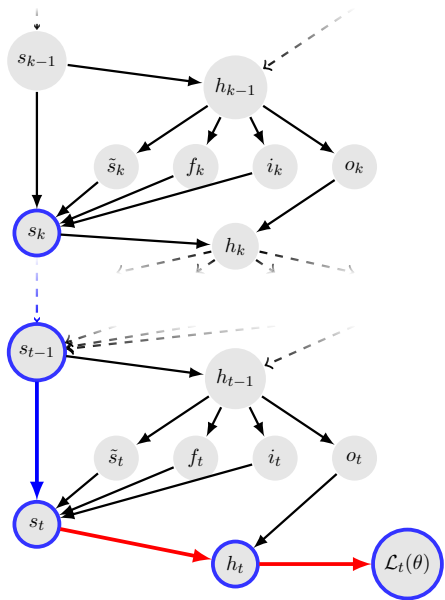 s_{k−1}
h_{k−1}
s̃_k f_k i_k o_k
s_k
h_k
s_{t−1}
h_{t−1}
s̃_t f_t i_t o_t
s_t
h_t ℒ_t(θ)